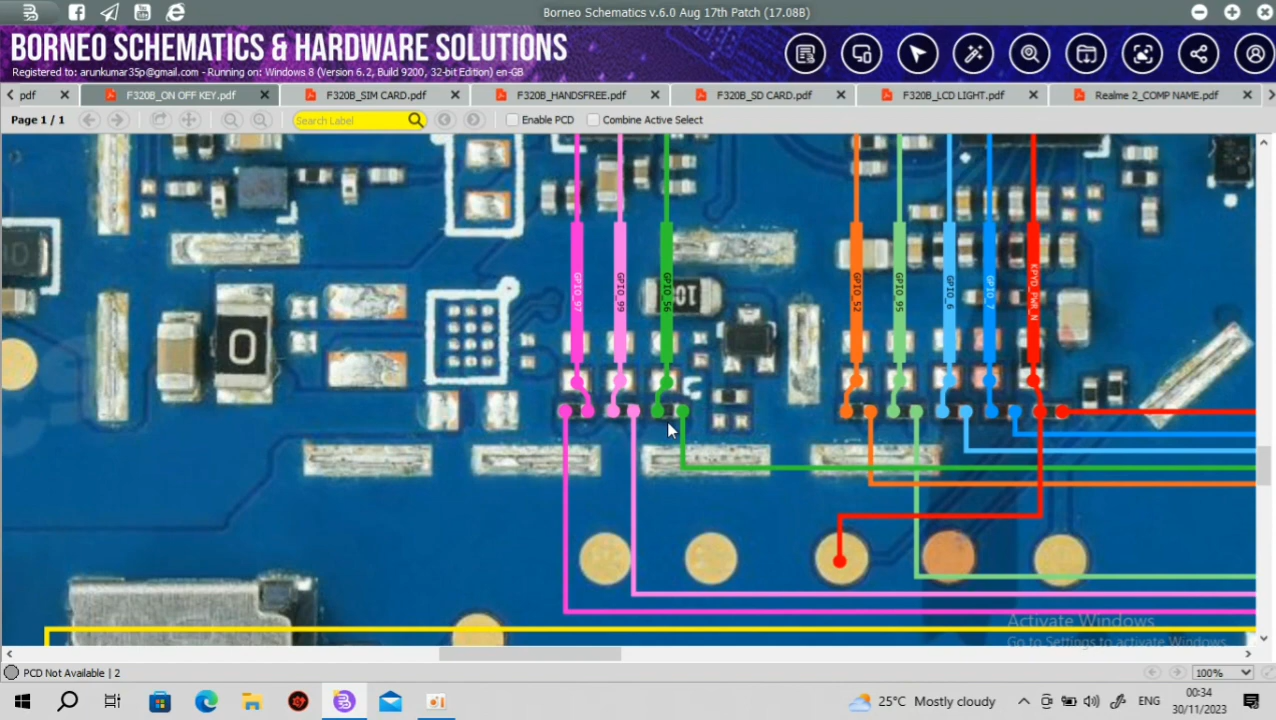 Borneo Schematics v.6.0 Aug 17th Patch (17.08B)
BORNEO SCHEMATICS & HARDWARE SOLUTIONS
Registered to: arunkumar35p@gmail.com - Running on: Windows 8 (Version 6.2, Build 9200, 32-bit Edition) en-GB
pdf F320B_ON OFF KEY.pdf F320B_SIM CARD.pdf F320B_HANDSFREE.pdf F320B_SD CARD.pdf F320B_LCD LIGHT.pdf Realme 2_COMP NAME.pdf
Page 1 / 1 Search Label Enable PCD Combine Active Select
GPIO_97
GPIO_99
GPIO_56
GPIO_52
GPIO_95
GPIO_6
GPIO_7
KPYD_PWR_N
101
0
Activate Windows
Go to Settings to activate Windows.
PCD Not Available | 2 100%
25°C Mostly cloudy ENG 00:34
30/11/2023